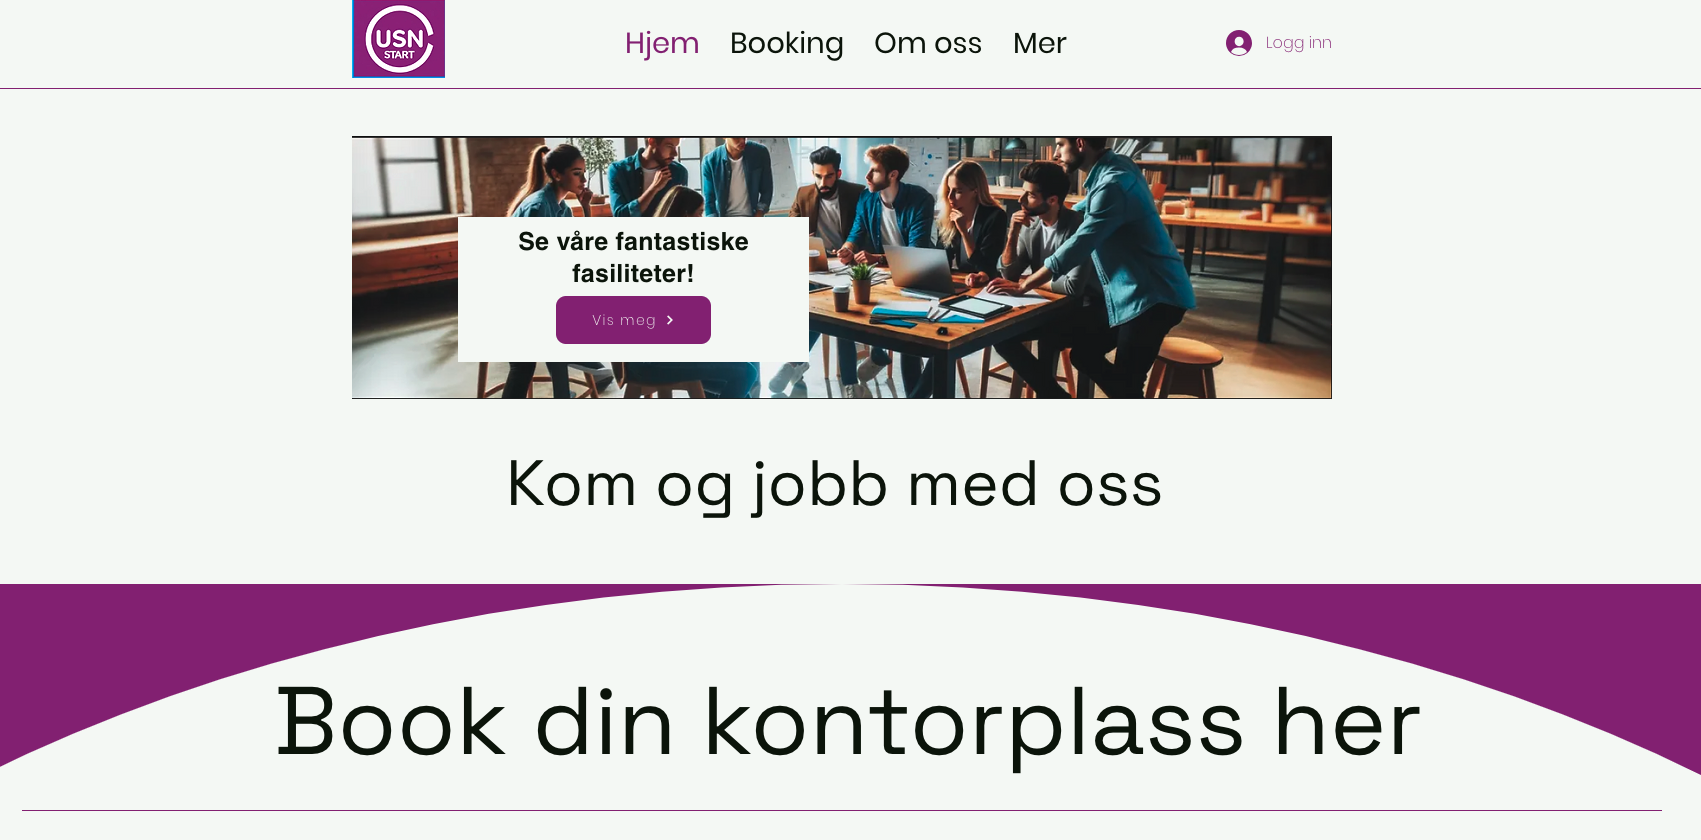 USN
START
Hjem
Booking
Om oss
Mer
Logg inn
Se våre fantastiske
fasiliteter!
Vis meg
Kom og jobb med oss
Book din kontorplass her